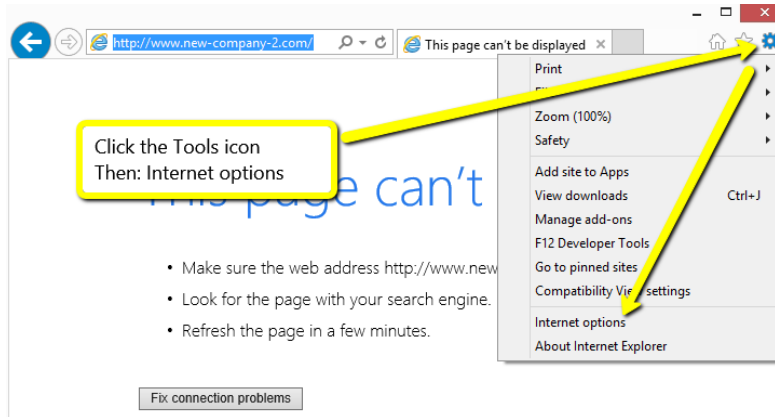 http://www.new-company-2.com/
This page can't be displayed
Print
Zoom (100%)
Safety
Click the Tools icon
Then: Internet options
Add site to Apps
View downloads Ctrl+J
Manage add-ons
F12 Developer Tools
Go to pinned sites
Compatibility View settings
Internet options
About Internet Explorer
This page can't
• Make sure the web address http://www.new
• Look for the page with your search engine.
• Refresh the page in a few minutes.
Fix connection problems